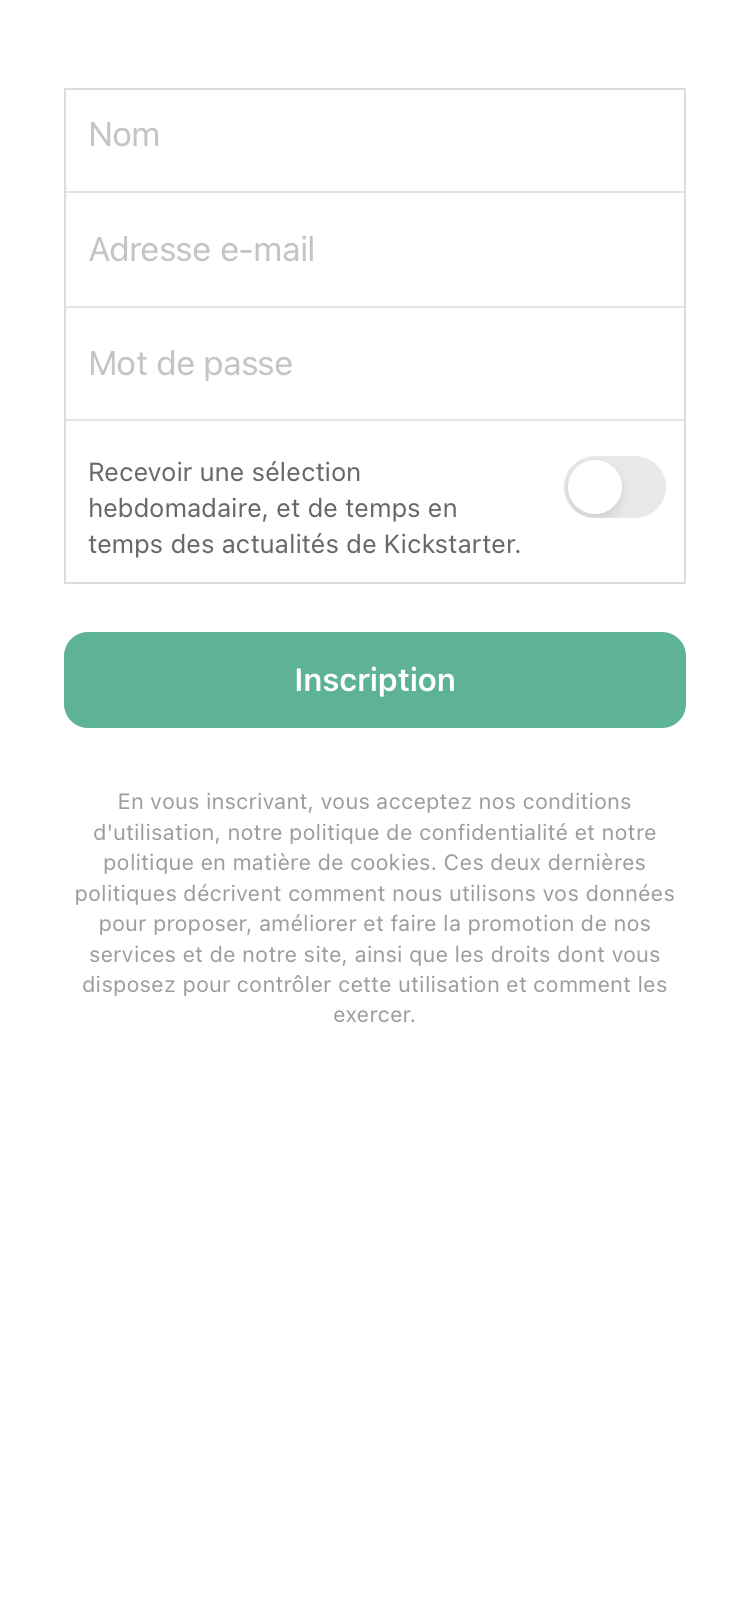 Nom
Adresse e-mail
Mot de passe
Recevoir une sélection
hebdomadaire, et de temps en
temps des actualités de Kickstarter.
Inscription
En vous inscrivant, vous acceptez nos conditions
d'utilisation, notre politique de confidentialité et notre
politique en matière de cookies. Ces deux dernières
politiques décrivent comment nous utilisons vos données
pour proposer, améliorer et faire la promotion de nos
services et de notre site, ainsi que les droits dont vous
disposez pour contrôler cette utilisation et comment les
exercer.